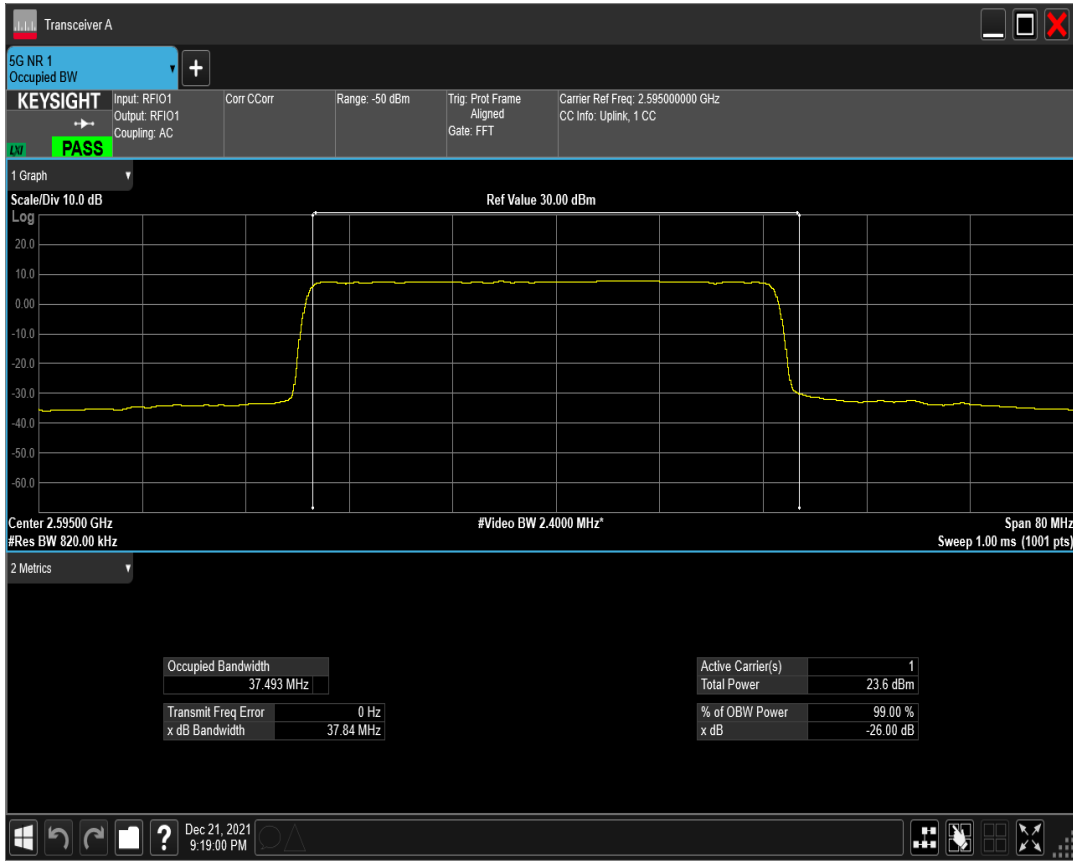 Transceiver A
5G NR 1
Occupied BW
+
KEYSIGHT
LXI
PASS
Input: RFIO1
Output: RFIO1
Coupling: AC
Corr CCorr
Range: -50 dBm
Trig: Prot Frame
Aligned
Gate: FFT
Carrier Ref Freq: 2.595000000 GHz
CC Info: Uplink, 1 CC
1 Graph
Scale/Div 10.0 dB
Ref Value 30.00 dBm
Log
20.0
10.0
0.00
-10.0
-20.0
-30.0
-40.0
-50.0
-60.0
Center 2.59500 GHz
#Video BW 2.4000 MHz*
Span 80 MHz
#Res BW 820.00 kHz
Sweep 1.00 ms (1001 pts)
2 Metrics
Occupied Bandwidth
37.493 MHz
Transmit Freq Error 0 Hz
x dB Bandwidth 37.84 MHz
Active Carrier(s) 1
Total Power 23.6 dBm
% of OBW Power 99.00 %
x dB -26.00 dB
?
Dec 21, 2021
9:19:00 PM